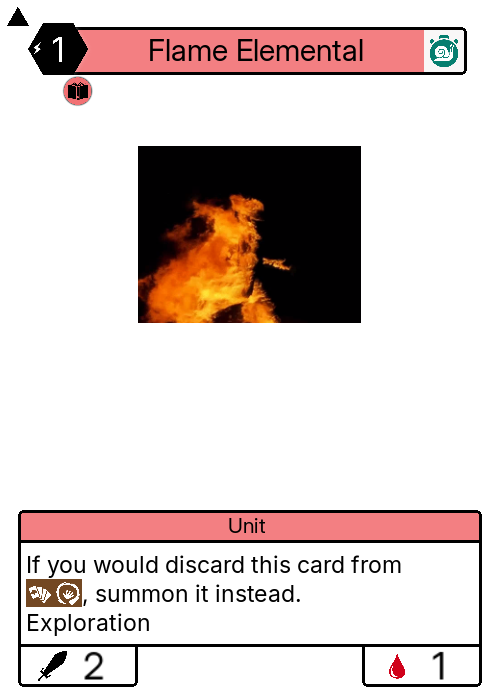 1
Flame Elemental
Unit
If you would discard this card from
, summon it instead.
Exploration
2
1